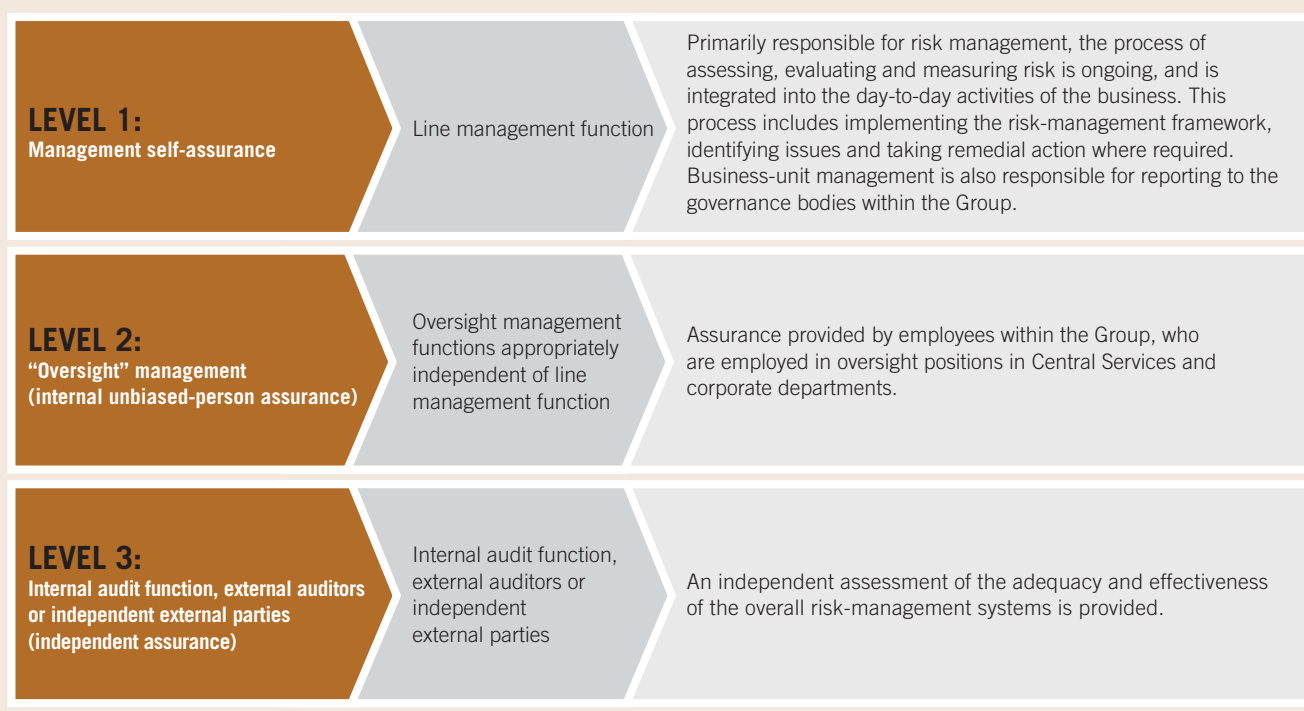 LEVEL 1:
Management self-assurance
Line management function
Primarily responsible for risk management, the process of
assessing, evaluating and measuring risk is ongoing, and is
integrated into the day-to-day activities of the business. This
process includes implementing the risk-management framework,
identifying issues and taking remedial action where required.
Business-unit management is also responsible for reporting to the
governance bodies within the Group.
LEVEL 2:
“Oversight” management
(internal unbiased-person assurance)
Oversight management
functions appropriately
independent of line
management function
Assurance provided by employees within the Group, who
are employed in oversight positions in Central Services and
corporate departments.
LEVEL 3:
Internal audit function, external auditors
or independent external parties
(independent assurance)
Internal audit function,
external auditors or
independent
external parties
An independent assessment of the adequacy and effectiveness
of the overall risk-management systems is provided.